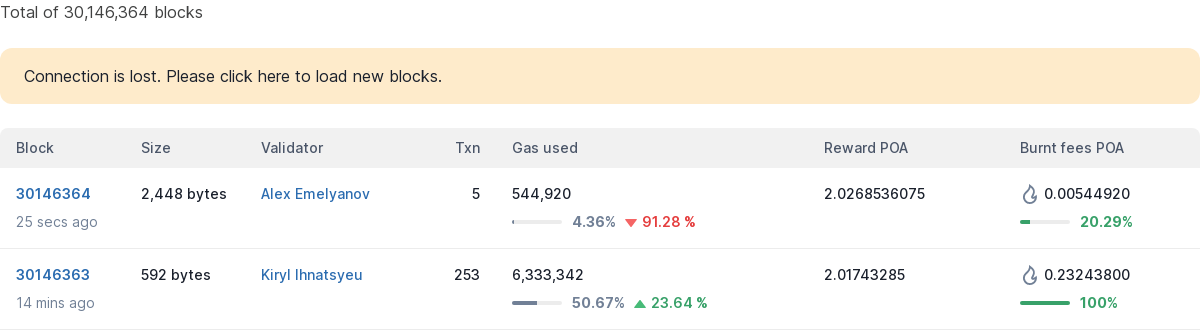 Total of 30,146,364 blocks
Connection is lost. Please click here to load new blocks.
Block Size Validator Txn Gas used Reward POA Burnt fees POA
30146364 2,448 bytes Alex Emelyanov 5 544,920 2.0268536075 0.00544920
25 secs ago 4.36% 91.28 % 20.29%
30146363 592 bytes Kiryl Ihnatsyeu 253 6,333,342 2.01743285 0.23243800
14 mins ago 50.67% 23.64 % 100%